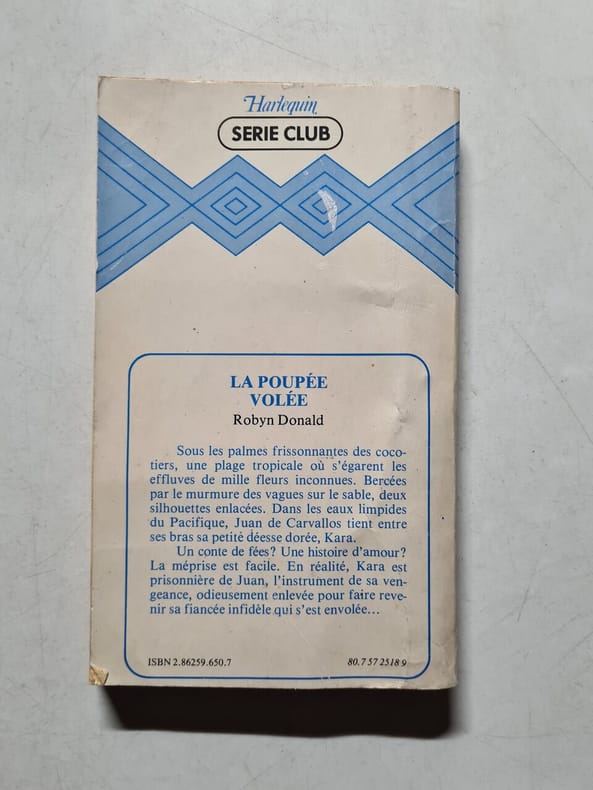 Harlequin
SERIE CLUB
LA POUPÉE
VOLÉE
Robyn Donald
Sous les palmes frissonnantes des coco-
tiers, une plage tropicale où s'égarent les
effluves de mille fleurs inconnues. Bercées
par le murmure des vagues sur le sable, deux
silhouettes enlacées. Dans les eaux limpides
du Pacifique, Juan de Carvallos tient entre
ses bras sa petite déesse dorée, Kara.
Un conte de fées? Une histoire d'amour?
La méprise est facile. En réalité, Kara est
prisonnière de Juan, l'instrument de sa ven-
geance, odieusement enlevée pour faire reve-
nir sa fiancée infidèle qui s'est envolée...
ISBN 2.86259.650.7
80.7 57 2518 9